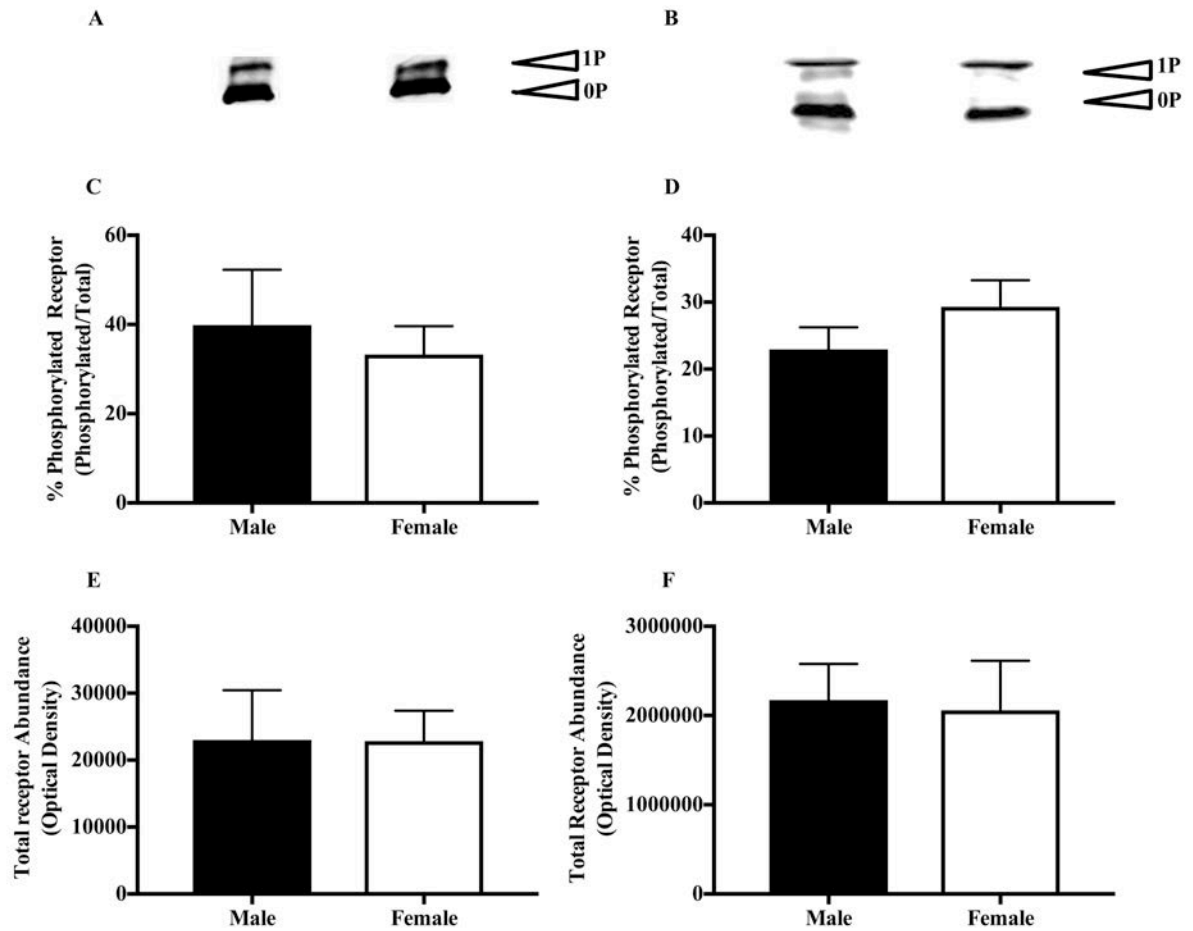 A
B
1P
0P
1P
0P
C
D
% Phosphorylated Receptor
(Phosphorylated/Total)
60
40
20
0
Male Female
% Phosphorylated Receptor
(Phosphorylated/Total)
40
30
20
10
0
Male Female
E
F
Total receptor Abundance
(Optical Density)
40000
30000
20000
10000
0
Male Female
Total Receptor Abundance
(Optical Density)
3000000
2000000
1000000
0
Male Female